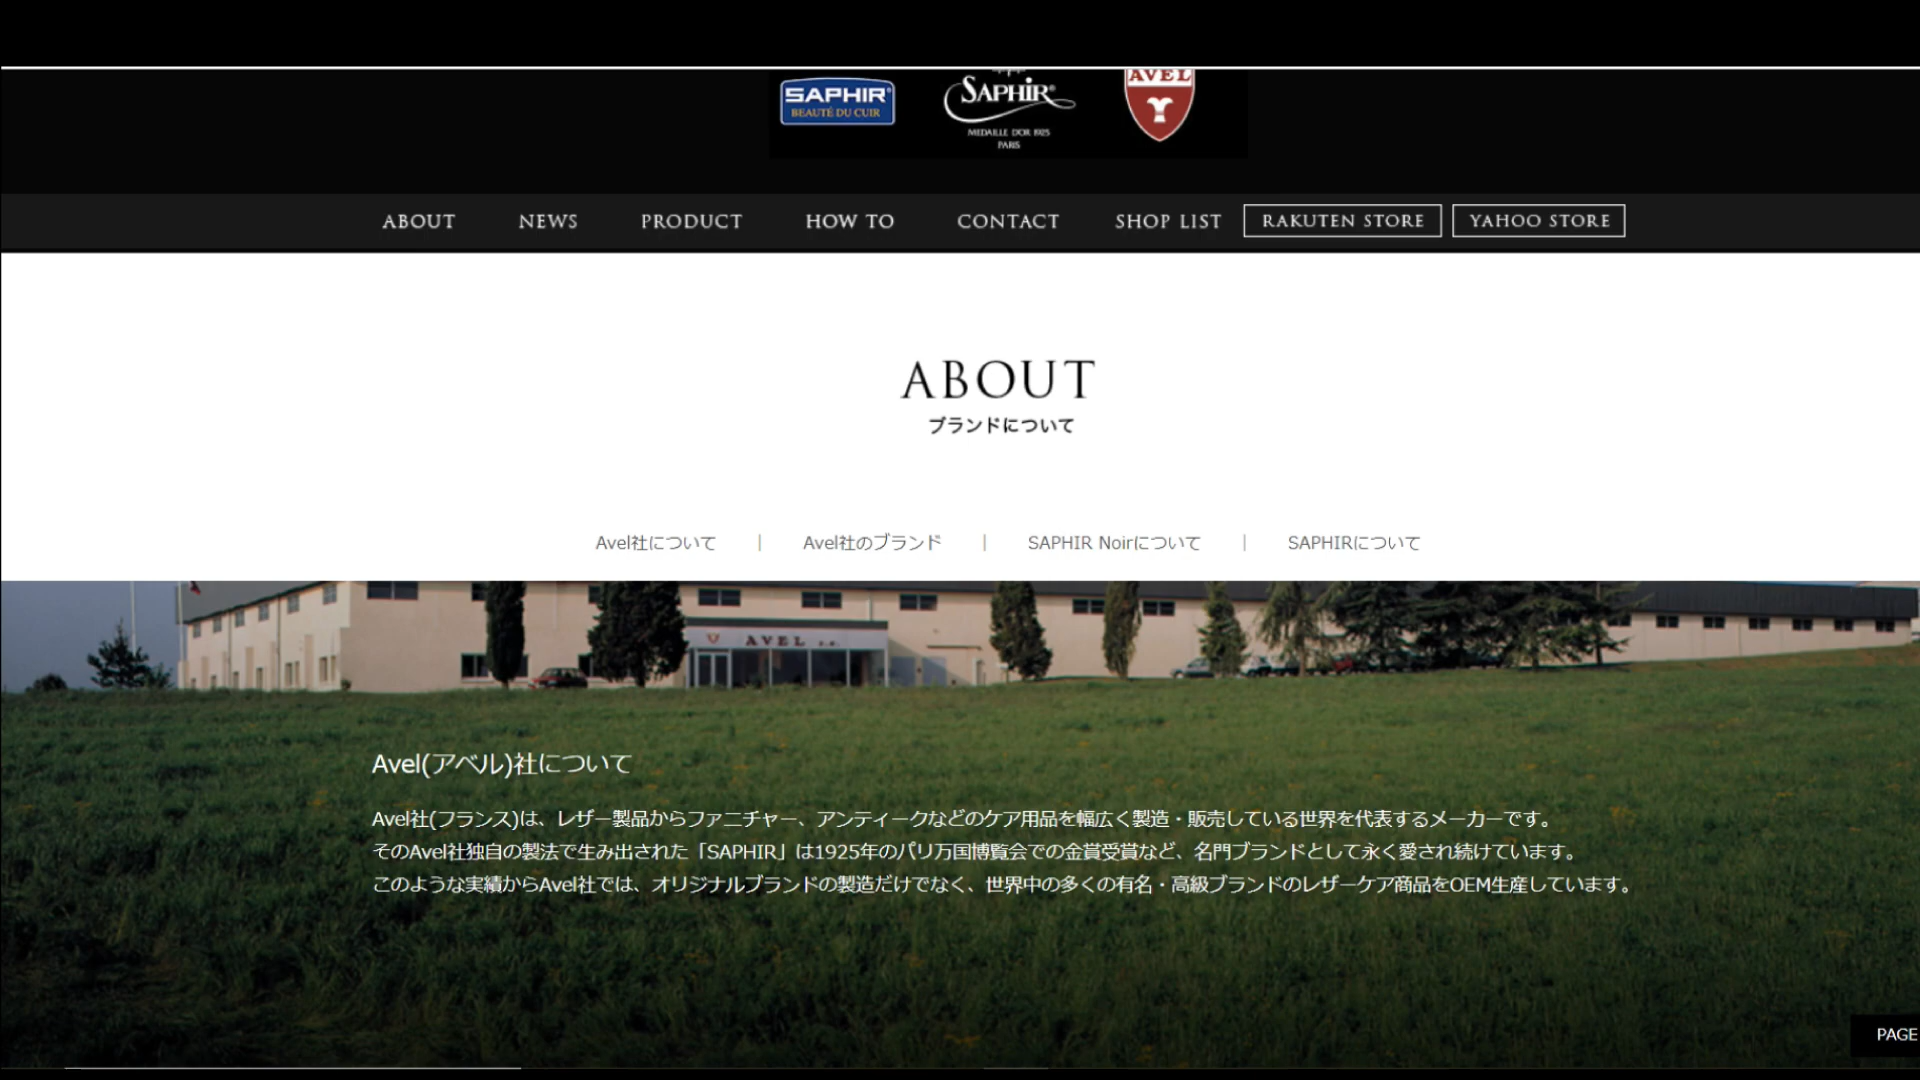 SAPHIR®
BEAUTÉ DU CUIR
SAPHIR®
MEDAILLE D'OR 1925
PARIS
AVEL
ABOUT
NEWS
PRODUCT
HOW TO
CONTACT
SHOP LIST
RAKUTEN STORE
YAHOO STORE
ABOUT
ブランドについて
Avel社について | Avel社のブランド | SAPHIR Noirについて | SAPHIRについて
AVEL
Avel(アベル)社について
Avel社(フランス)は、レザー製品からファニチャー、アンティークなどのケア用品を幅広く製造・販売している世界を代表するメーカーです。
そのAvel社独自の製法で生み出された「SAPHIR」は1925年のパリ万国博覧会での金賞受賞など、名門ブランドとして永く愛され続けています。
このような実績からAvel社では、オリジナルブランドの製造だけでなく、世界中の多くの有名・高級ブランドのレザーケア商品をOEM生産しています。
PAGE